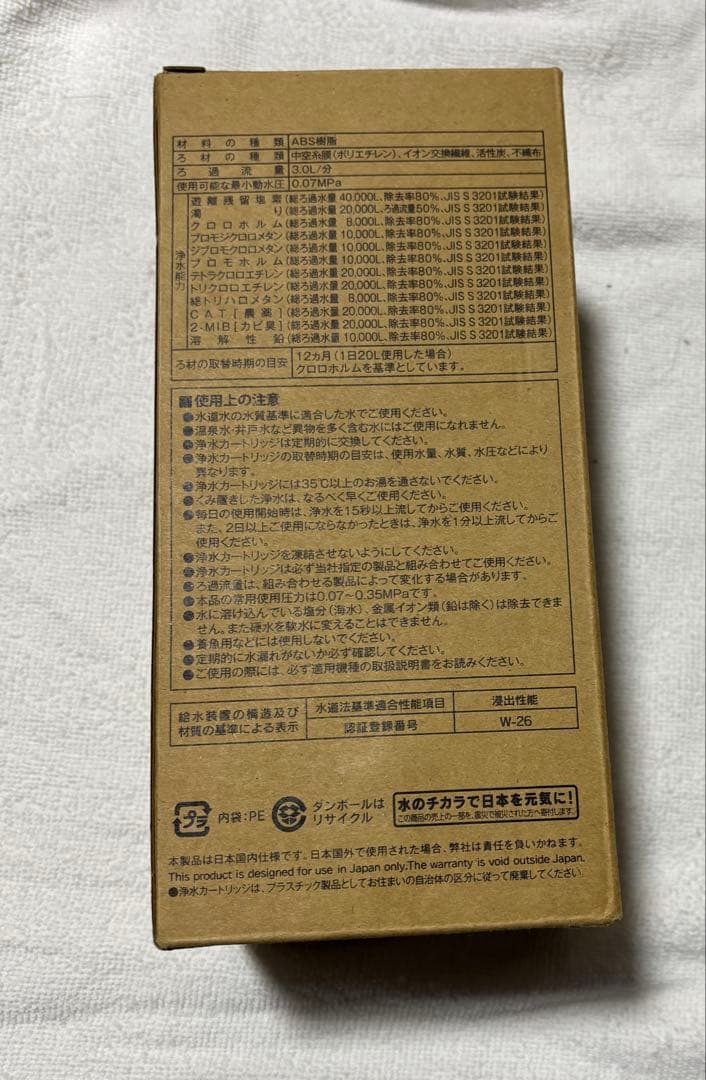 材料の種類 ABS樹脂
ろ材の種類 中空糸膜(ポリエチレン)、イオン交換繊維、活性炭、不織布
ろ過流量 3.0L/分
使用可能な最小動水圧 0.07MPa
浄水能力
遊離残留塩素(総ろ過水量 40,000L、除去率80%、JIS S 3201試験結果)
濁り(総ろ過水量 20,000L、ろ過流量50%、JIS S 3201試験結果)
クロロホルム(総ろ過水量 8,000L、除去率80%、JIS S 3201試験結果)
ブロモジクロロメタン(総ろ過水量 10,000L、除去率80%、JIS S 3201試験結果)
ジブロモクロロメタン(総ろ過水量 10,000L、除去率80%、JIS S 3201試験結果)
ブロモホルム(総ろ過水量 10,000L、除去率80%、JIS S 3201試験結果)
テトラクロロエチレン(総ろ過水量 20,000L、除去率80%、JIS S 3201試験結果)
トリクロロエチレン(総ろ過水量 20,000L、除去率80%、JIS S 3201試験結果)
総トリハロメタン(総ろ過水量 8,000L、除去率80%、JIS S 3201試験結果)
CAT[農薬](総ろ過水量 20,000L、除去率80%、JIS S 3201試験結果)
2-MIB[カビ臭](総ろ過水量 20,000L、除去率80%、JIS S 3201試験結果)
溶解性鉛(総ろ過水量 10,000L、除去率80%、JIS S 3201試験結果)
ろ材の取替時期の目安 12ヵ月(1日20L使用した場合)
クロロホルムを基準としています。
使用上の注意
●水道水の水質基準に適合した水でご使用ください。
●温泉水・井戸水など異物を多く含む水にはご使用になれません。
●浄水カートリッジは定期的に交換してください。
●浄水カートリッジの取替時期の目安は、使用水量、水質、水圧などにより
異なります。
●浄水カートリッジには35℃以上のお湯を通さないでください。
●くみ置きした浄水は、なるべく早くご使用ください。
●毎日の使用開始時は、浄水を15秒以上流してからご使用ください。
また、2日以上ご使用にならなかったときは、浄水を1分以上流してからご
使用ください。
●浄水カートリッジを凍結させないようにしてください。
●浄水カートリッジは必ず当社指定の製品と組み合わせてご使用ください。
●ろ過流量は、組み合わせる製品によって変化する場合があります。
●本品の常用使用圧力は0.07〜0.35MPaです。
●水に溶け込んでいる塩分(海水)、金属イオン類(鉛は除く)は除去できま
せん。また硬水を軟水に変えることはできません。
●養魚用などには使用しないでください。
●定期的に水漏れがないか必ず確認してください。
●ご使用の際には、必ず適用機種の取扱説明書をお読みください。
給水装置の構造及び
材質の基準による表示
水道法基準適合性能項目 浸出性能
認証登録番号 W-26
プラ 内袋:PE
ダンボールは
リサイクル
水のチカラで日本を元気に!
この商品の売上の一部を、震災で被災された方へ寄付します。
本製品は日本国内仕様です。日本国外で使用された場合、弊社は責任を負いかねます。
This product is designed for use in Japan only.The warranty is void outside Japan.
●浄水カートリッジは、プラスチック製品としてお住まいの自治体の区分に従って廃棄してください。